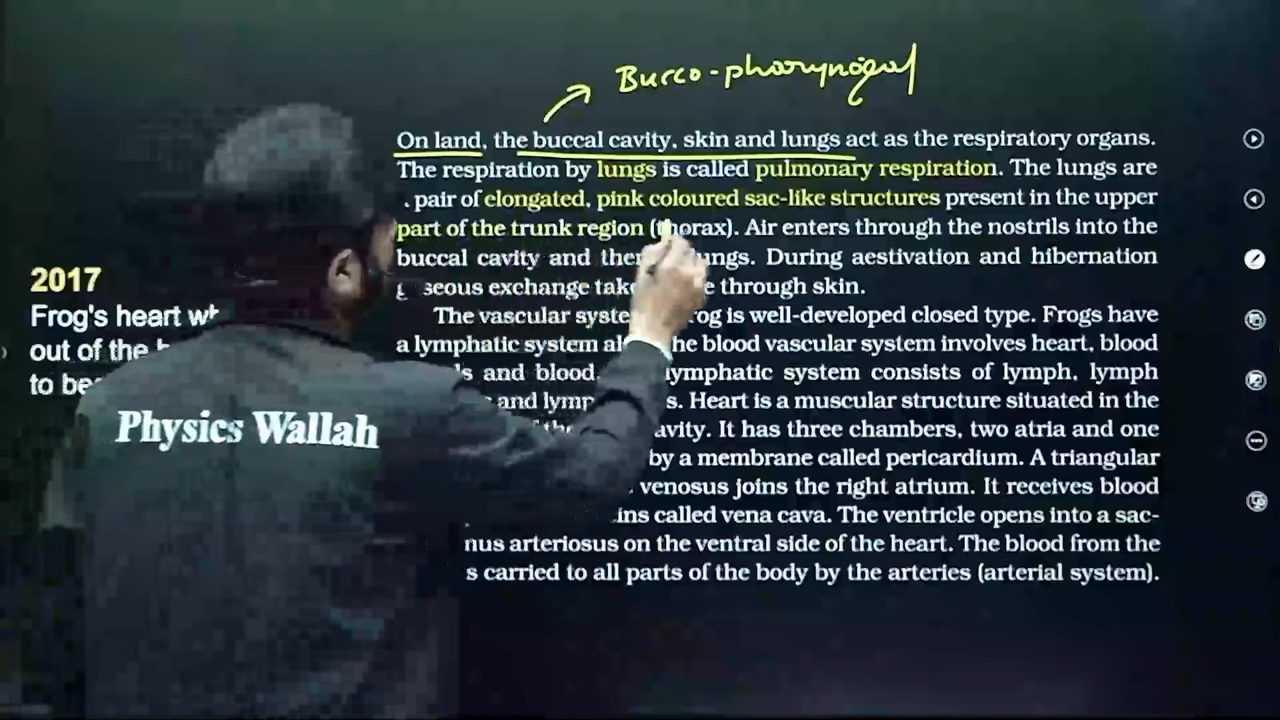 Bucco-pharyngeal
On land, the buccal cavity, skin and lungs act as the respiratory organs.
The respiration by lungs is called pulmonary respiration. The lungs are
pair of elongated, pink coloured sac-like structures present in the upper
part of the trunk region (thorax). Air enters through the nostrils into the
buccal cavity and then lungs. During aestivation and hibernation
seous exchange take through skin.
The vascular syste frog is well-developed closed type. Frogs have
a lymphatic system al he blood vascular system involves heart, blood
ls and blood. lymphatic system consists of lymph, lymph
and lymp s. Heart is a muscular structure situated in the
avity. It has three chambers, two atria and one
by a membrane called pericardium. A triangular
venosus joins the right atrium. It receives blood
ins called vena cava. The ventricle opens into a sac-
nus arteriosus on the ventral side of the heart. The blood from the
s carried to all parts of the body by the arteries (arterial system).
2017
Frog's heart wh
out of the
to be
Physics Wallah